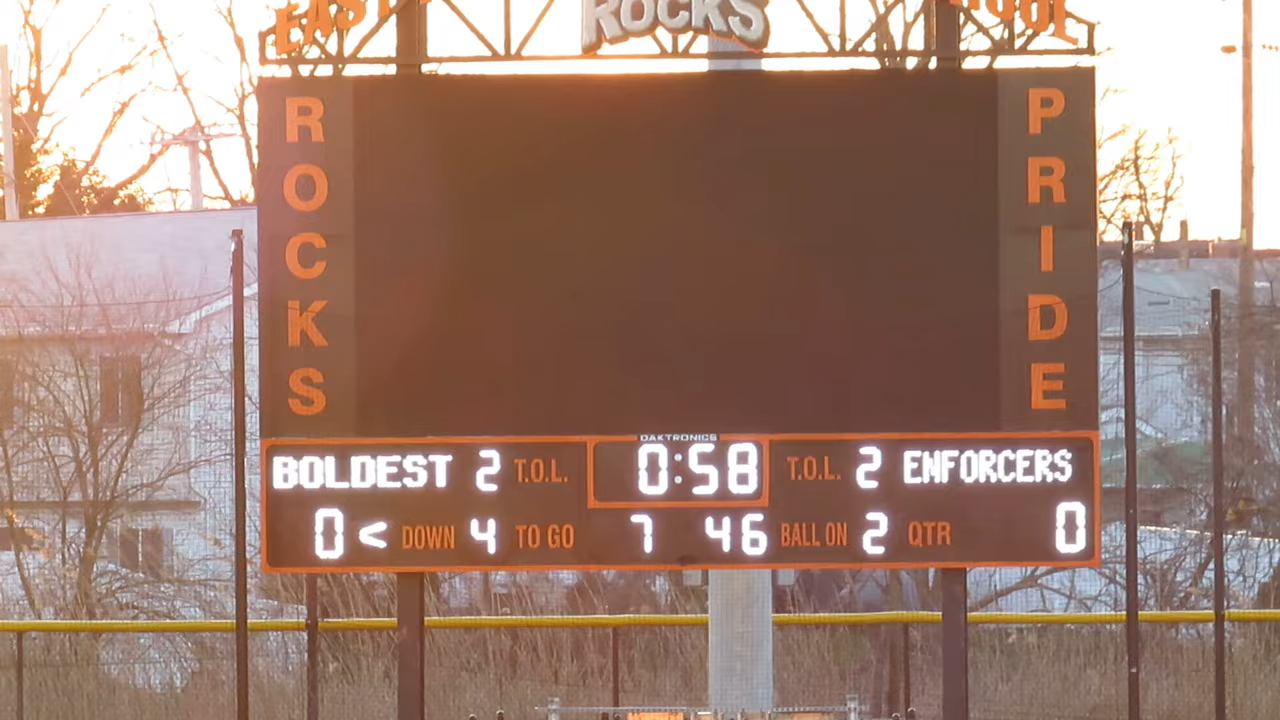 EAST
ROCKS
ROCKS
PRIDE
DAKTRONICS
BOLDEST 2 T.O.L. 0:58 T.O.L. 2 ENFORCERS
0 < DOWN 4 TO GO 7 46 BALL ON 2 QTR 0